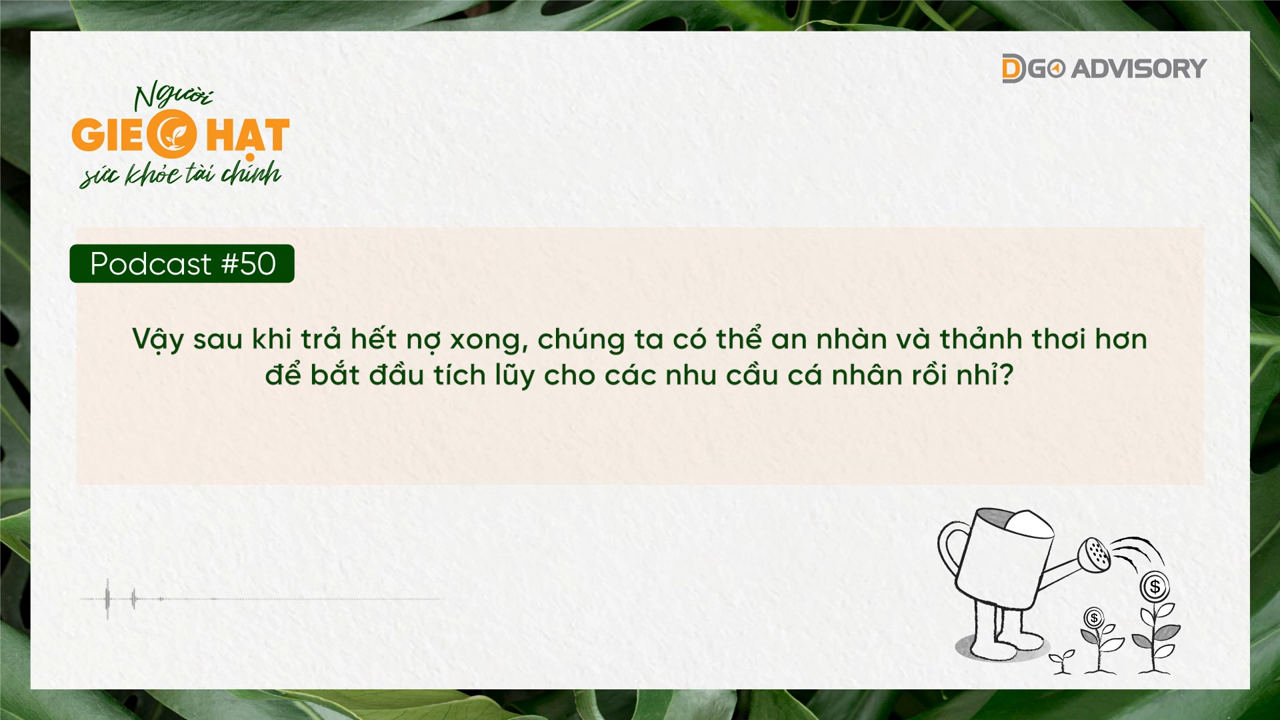 DGO ADVISORY
Người
GIEO HẠT
sức khỏe tài chính
Podcast #50
Vậy sau khi trả hết nợ xong, chúng ta có thể an nhàn và thảnh thơi hơn
để bắt đầu tích lũy cho các nhu cầu cá nhân rồi nhỉ?
$
$